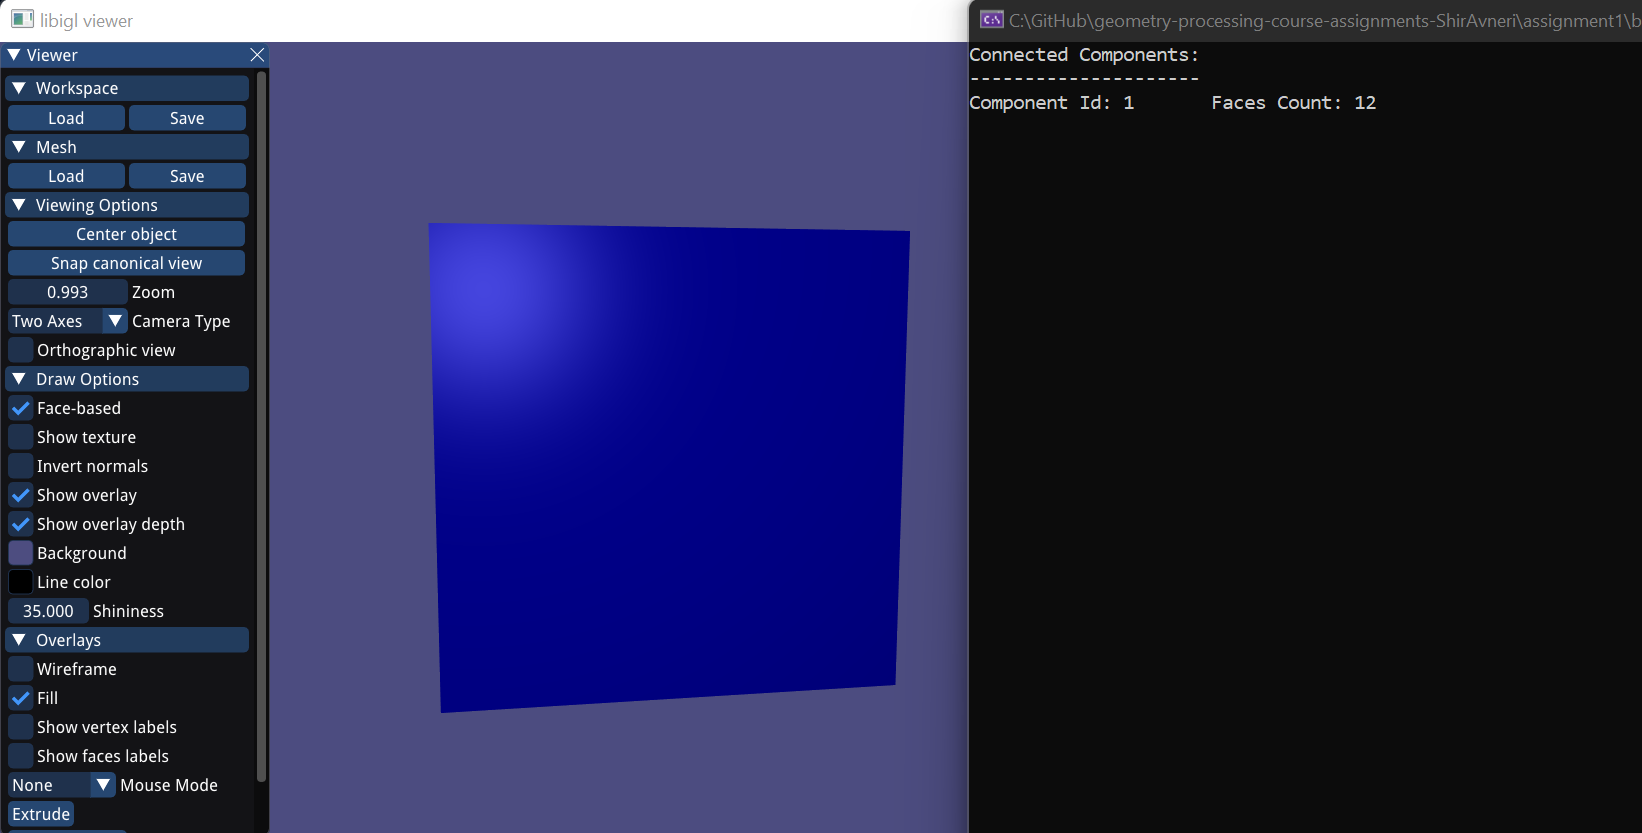 libigl viewer
Viewer
Workspace
Load Save
Mesh
Load Save
Viewing Options
Center object
Snap canonical view
0.993 Zoom
Two Axes Camera Type
Orthographic view
Draw Options
Face-based
Show texture
Invert normals
Show overlay
Show overlay depth
Background
Line color
35.000 Shininess
Overlays
Wireframe
Fill
Show vertex labels
Show faces labels
None Mouse Mode
Extrude
C:\GitHub\geometry-processing-course-assignments-ShirAvneri\assignment1\b
Connected Components:
---------------------
Component Id: 1 Faces Count: 12